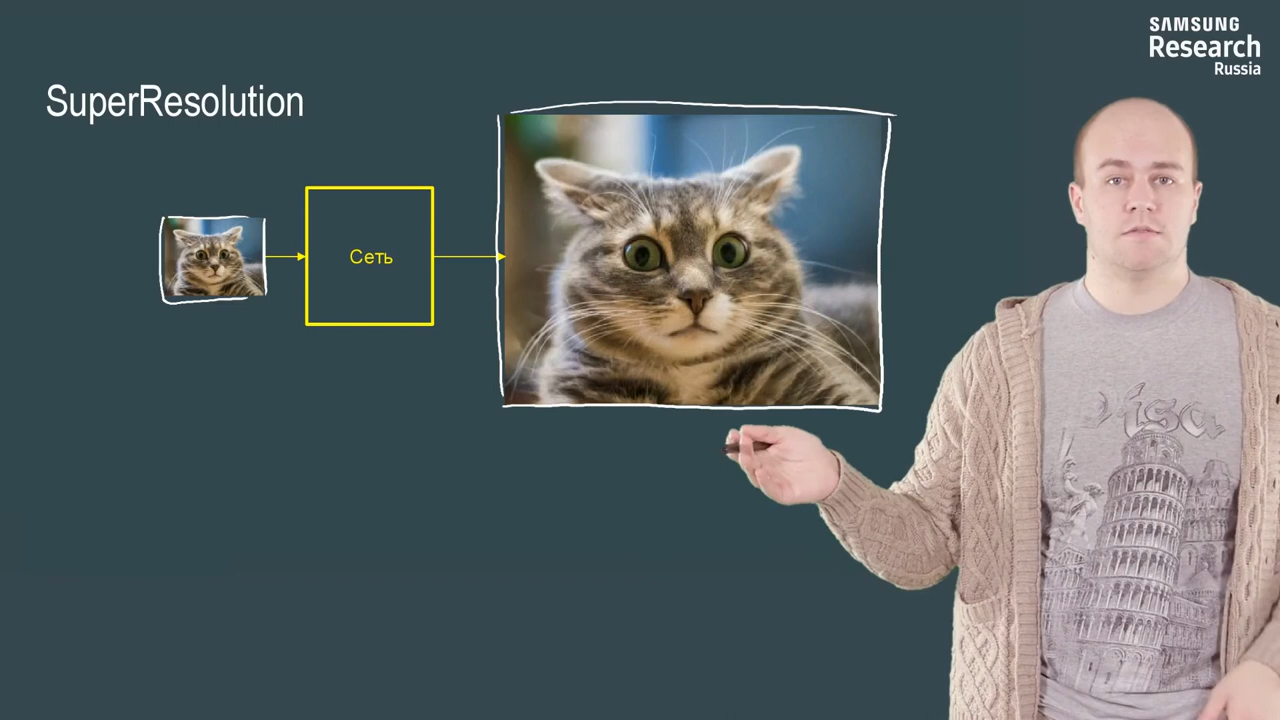 SAMSUNG
Research
Russia
SuperResolution
Сеть
Pisa